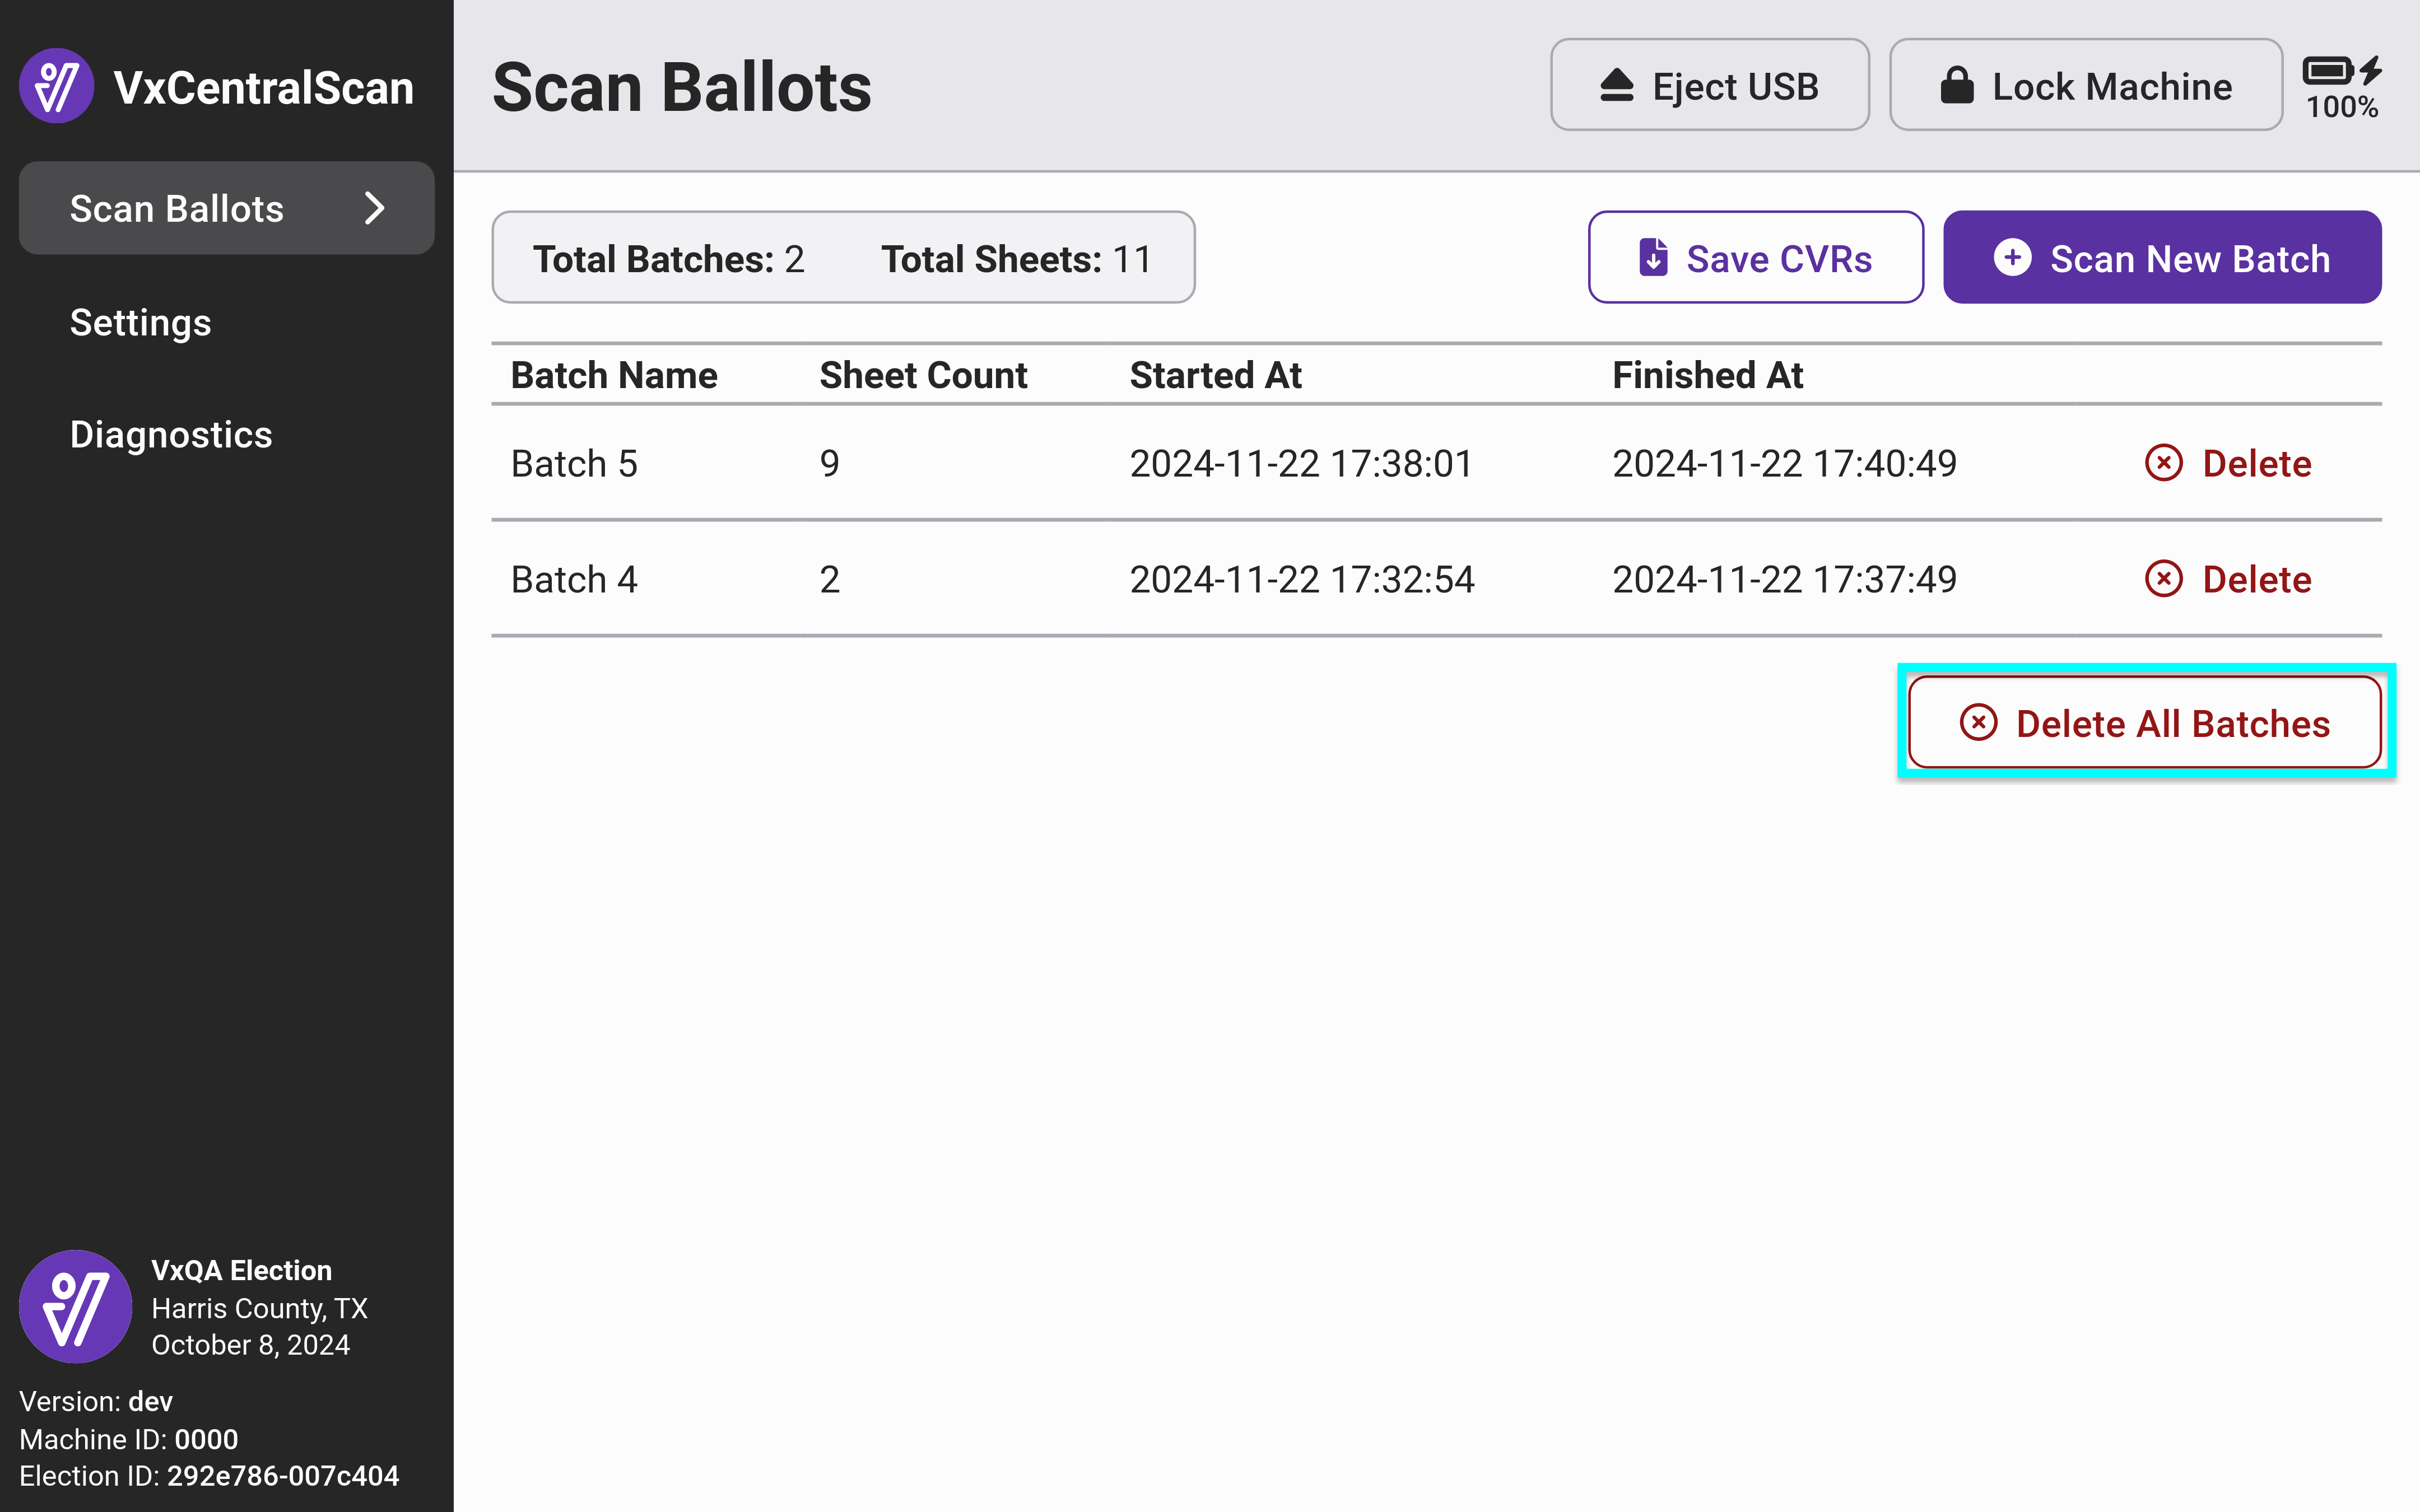 VxCentralScan
Scan Ballots
Settings
Diagnostics
VxQA Election
Harris County, TX
October 8, 2024
Version: dev
Machine ID: 0000
Election ID: 292e786-007c404
Scan Ballots
Eject USB
Lock Machine
100%
Total Batches: 2 Total Sheets: 11
Save CVRs
Scan New Batch
Batch Name Sheet Count Started At Finished At
Batch 5 9 2024-11-22 17:38:01 2024-11-22 17:40:49 Delete
Batch 4 2 2024-11-22 17:32:54 2024-11-22 17:37:49 Delete
Delete All Batches